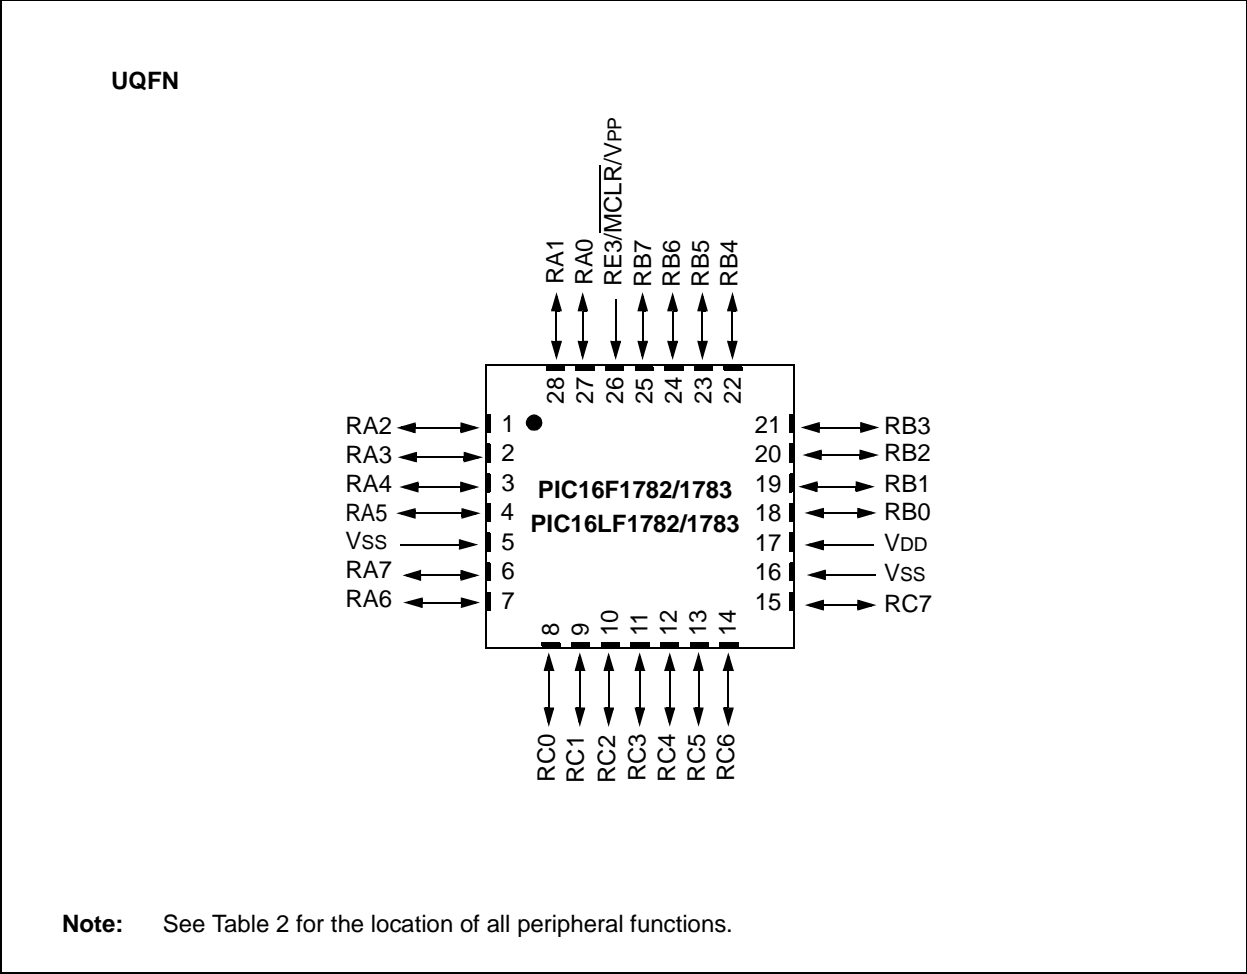 UQFN
RA1
RA0
RE3/MCLR/VPP
RB7
RB6
RB5
RB4
28
27
26
25
24
23
22
RA2 1 21 RB3
RA3 2 20 RB2
RA4 3 19 RB1
RA5 4 18 RB0
VSS 5 17 VDD
RA7 6 16 VSS
RA6 7 15 RC7
PIC16F1782/1783
PIC16LF1782/1783
8
9
10
11
12
13
14
RC0
RC1
RC2
RC3
RC4
RC5
RC6
Note: See Table 2 for the location of all peripheral functions.